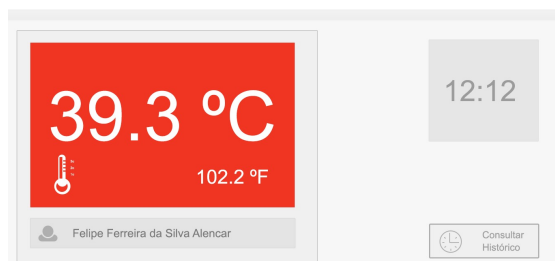 39.3 ºC
12:12
102.2 ºF
Felipe Ferreira da Silva Alencar
Consultar
Histórico